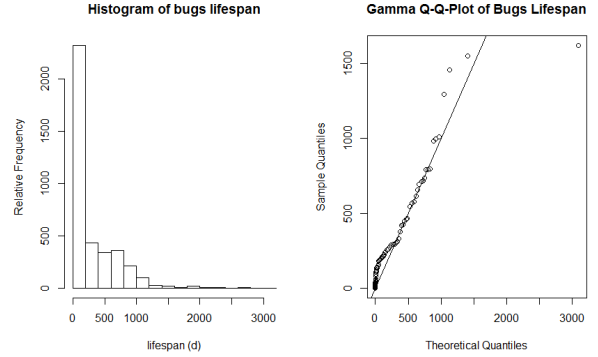 Histogram of bugs lifespan
Relative Frequency
2000
1500
1000
500
0
0 500 1000 2000 3000
lifespan (d)
Gamma Q-Q-Plot of Bugs Lifespan
Sample Quantiles
1500
1000
500
0
0 500 1000 2000 3000
Theoretical Quantiles